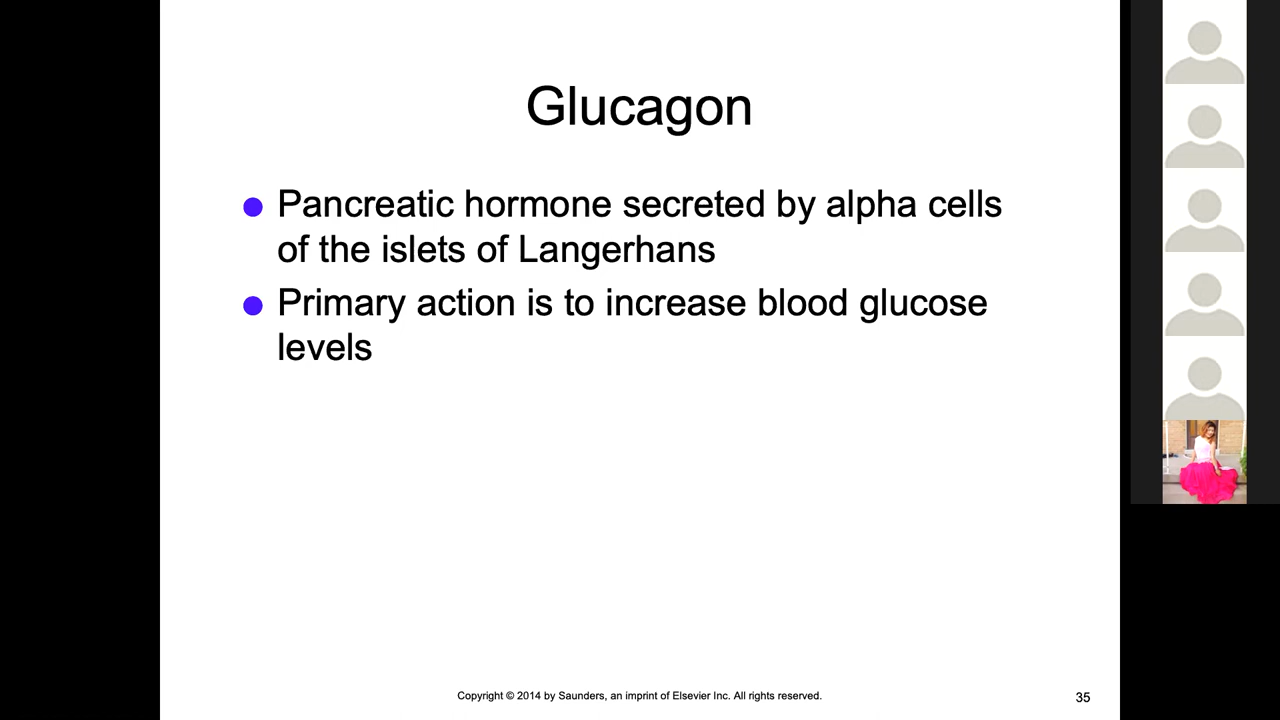 Glucagon
Pancreatic hormone secreted by alpha cells
of the islets of Langerhans
Primary action is to increase blood glucose
levels
Copyright © 2014 by Saunders, an imprint of Elsevier Inc. All rights reserved.
35